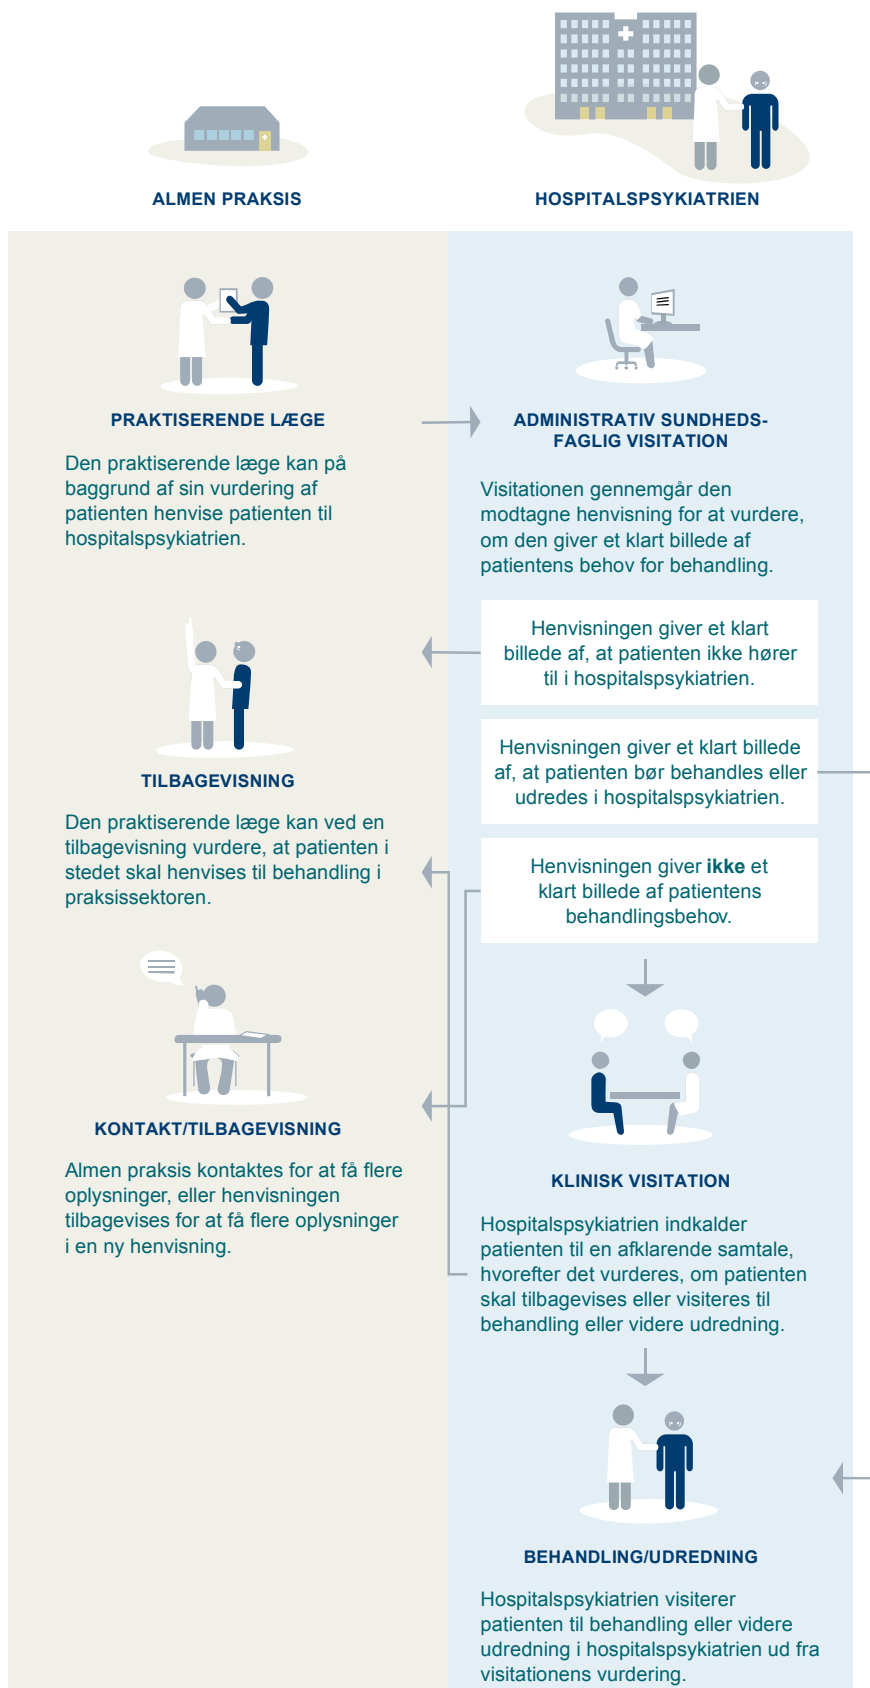 ALMEN PRAKSIS
HOSPITALSPSYKIATRIEN
PRAKTISERENDE LÆGE
Den praktiserende læge kan på
baggrund af sin vurdering af
patienten henvise patienten til
hospitalspsykiatrien.
ADMINISTRATIV SUNDHEDS-
FAGLIG VISITATION
Visitationen gennemgår den
modtagne henvisning for at vurdere,
om den giver et klart billede af
patientens behov for behandling.
Henvisningen giver et klart
billede af, at patienten ikke hører
til i hospitalspsykiatrien.
Henvisningen giver et klart billede
af, at patienten bør behandles eller
udredes i hospitalspsykiatrien.
Henvisningen giver ikke et
klart billede af patientens
behandlingsbehov.
TILBAGEVISNING
Den praktiserende læge kan ved en
tilbagevisning vurdere, at patienten i
stedet skal henvises til behandling i
praksissektoren.
KONTAKT/TILBAGEVISNING
Almen praksis kontaktes for at få flere
oplysninger, eller henvisningen
tilbagevises for at få flere oplysninger
i en ny henvisning.
KLINISK VISITATION
Hospitalspsykiatrien indkalder
patienten til en afklarende samtale,
hvorefter det vurderes, om patienten
skal tilbagevises eller visiteres til
behandling eller videre udredning.
BEHANDLING/UDREDNING
Hospitalspsykiatrien visiterer
patienten til behandling eller videre
udredning i hospitalspsykiatrien ud fra
visitationens vurdering.